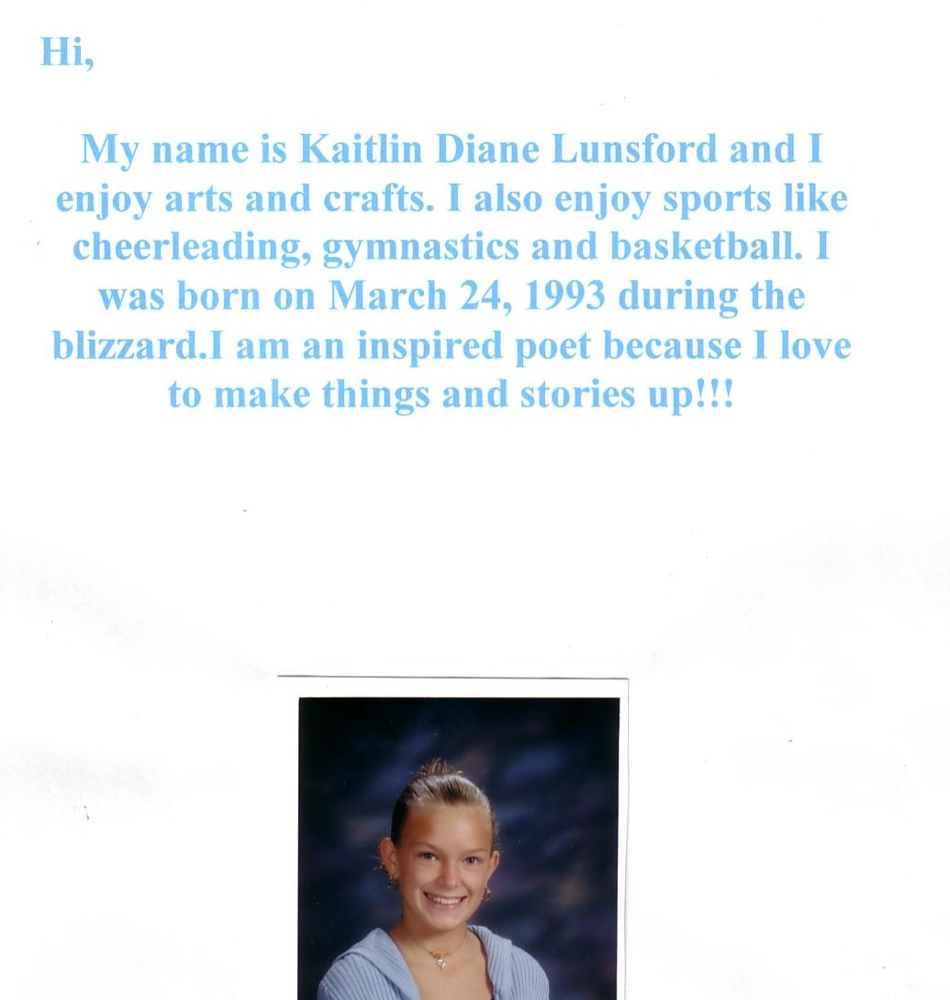 Hi,
My name is Kaitlin Diane Lunsford and I
enjoy arts and crafts. I also enjoy sports like
cheerleading, gymnastics and basketball. I
was born on March 24, 1993 during the
blizzard.I am an inspired poet because I love
to make things and stories up!!!